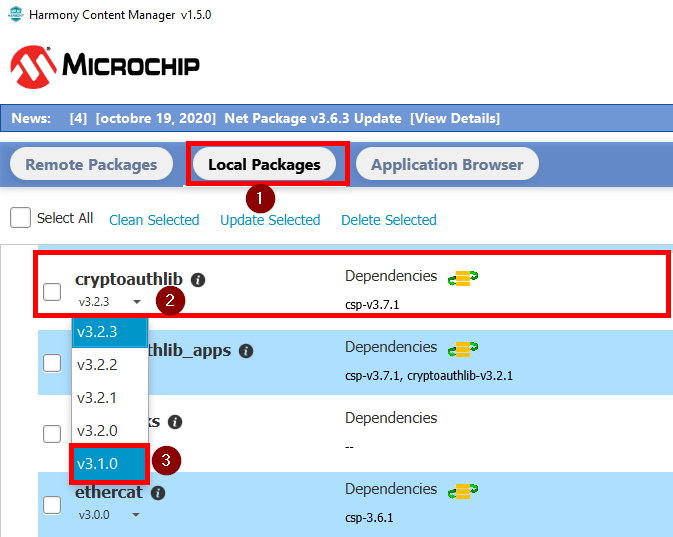 Harmony Content Manager v1.5.0
MICROCHIP
News: [4] [octobre 19, 2020] Net Package v3.6.3 Update [View Details]
Remote Packages Local Packages Application Browser
1
Select All Clean Selected Update Selected Delete Selected
cryptoauthlib i Dependencies
v3.2.3 2 csp-v3.7.1
v3.2.3
thlib_apps i Dependencies
v3.2.2
csp-v3.7.1, cryptoauthlib-v3.2.1
v3.2.1
ks i Dependencies
v3.2.0
--
v3.1.0 3
ethercat i Dependencies
v3.0.0 csp-3.6.1